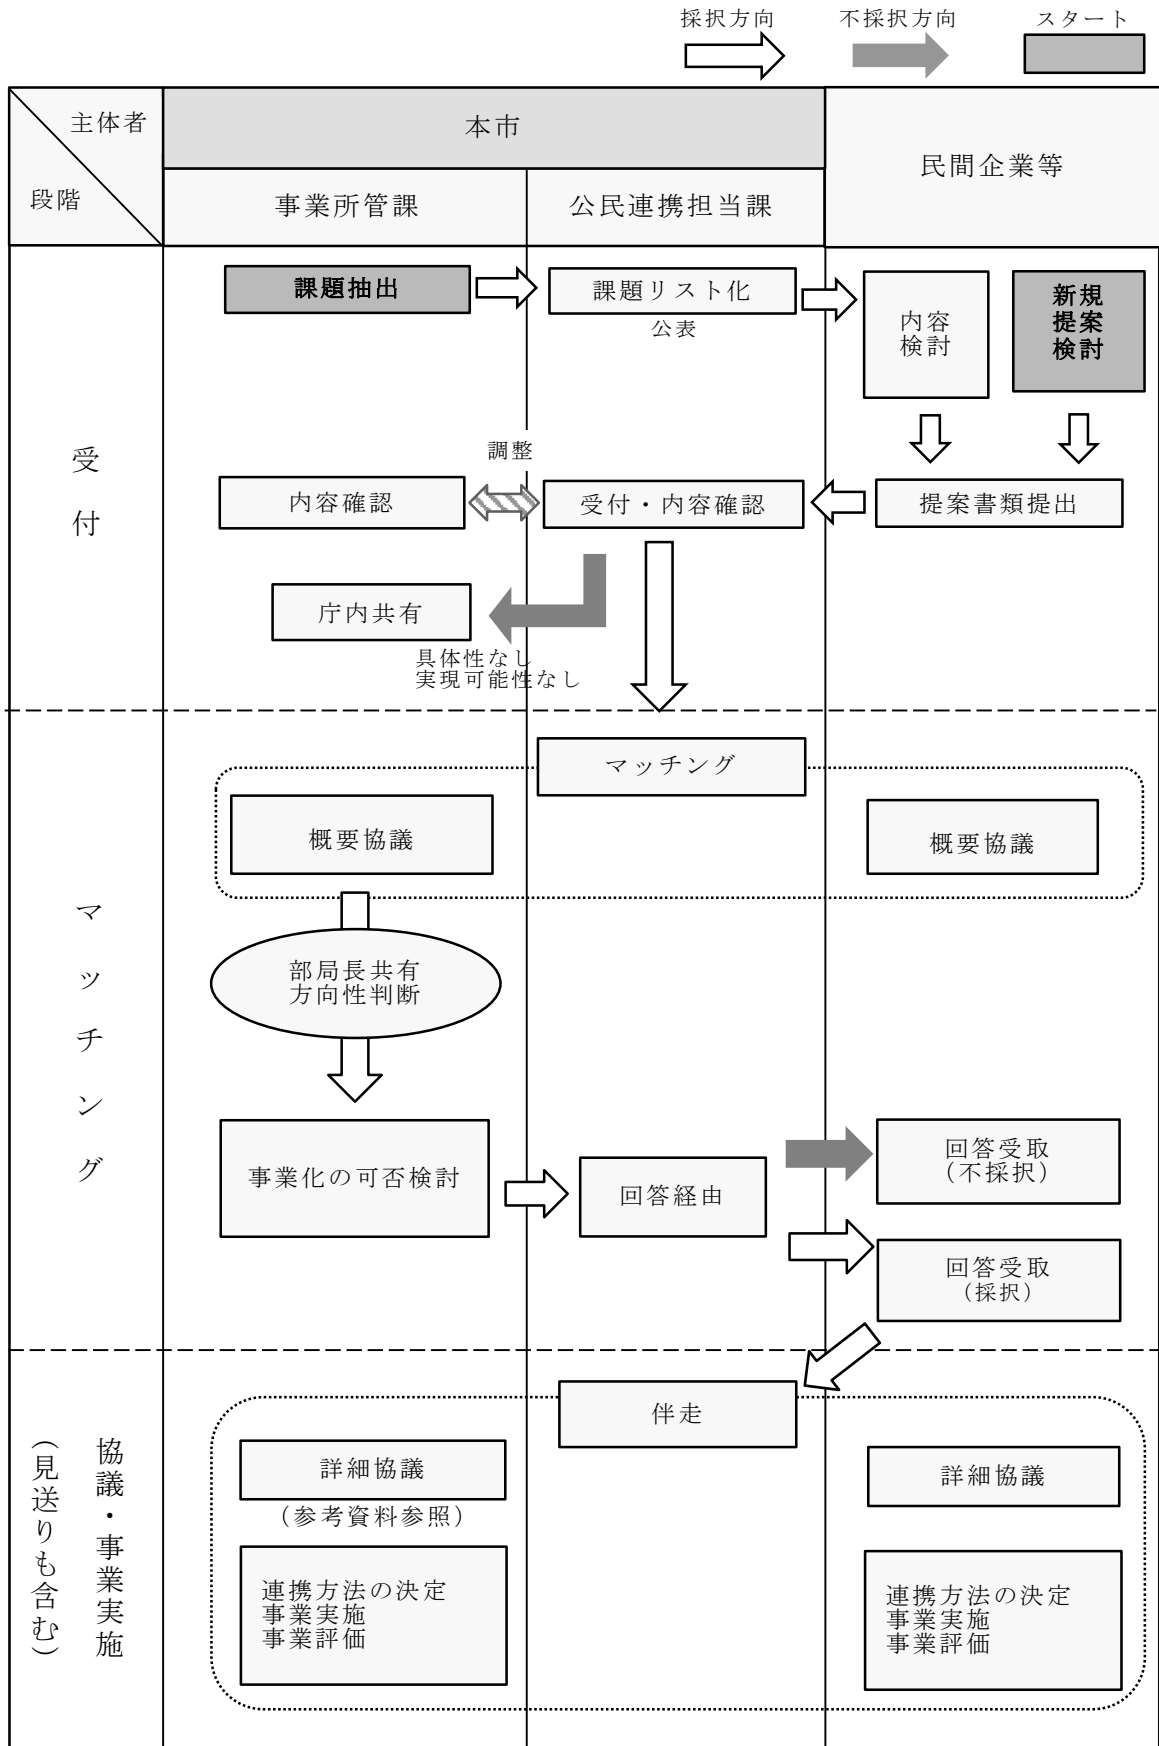 採択方向
不採択方向
スタート
主体者
段階
本市
民間企業等
事業所管課
公民連携担当課
受付
課題抽出
課題リスト化
公表
内容
検討
新規
提案
検討
調整
内容確認
受付・内容確認
提案書類提出
庁内共有
具体性なし
実現可能性なし
マッチング
マッチング
概要協議
概要協議
部局長共有
方向性判断
事業化の可否検討
回答経由
回答受取
（不採択）
回答受取
（採択）
協議・事業実施
（見送りも含む）
伴走
詳細協議
（参考資料参照）
詳細協議
連携方法の決定
事業実施
事業評価
連携方法の決定
事業実施
事業評価